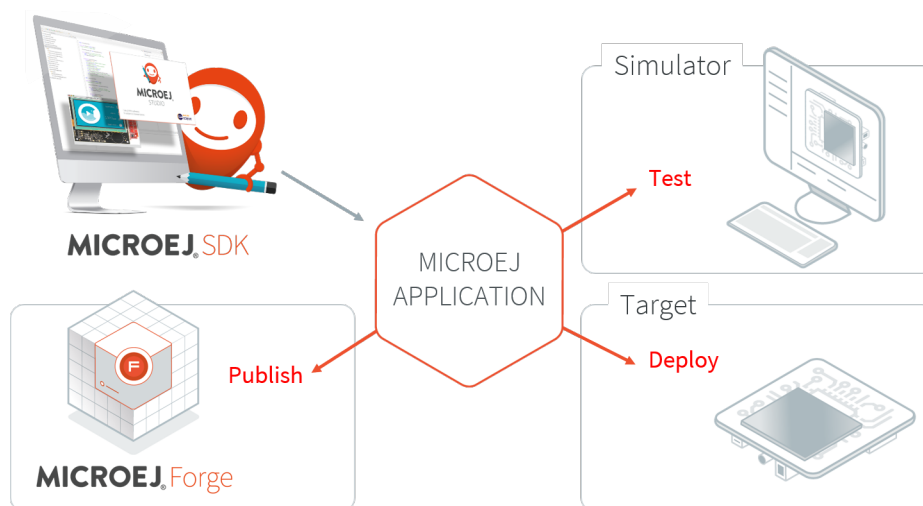 MICROEJ®
STUDIO
Simulator
Test
MICROEJ® SDK
MICROEJ
APPLICATION
Target
Deploy
Publish
F
MICROEJ® Forge